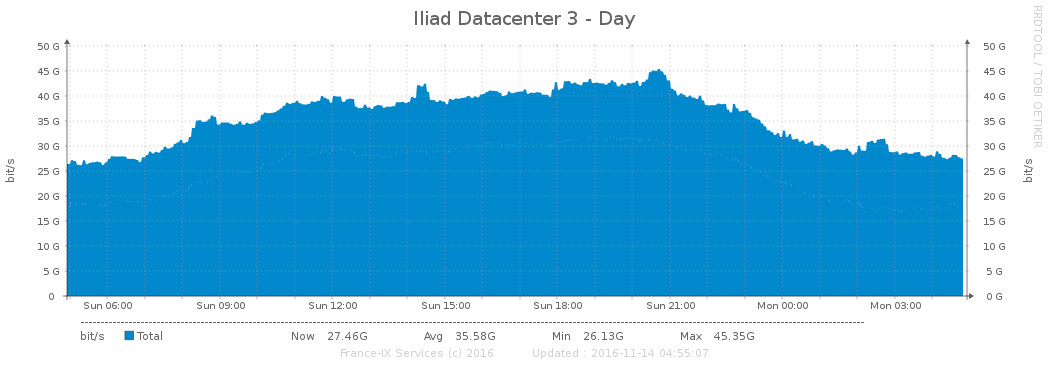 Iliad Datacenter 3 - Day
RRDTOOL / TOBI OETIKER
50 G 50 G
45 G 45 G
40 G 40 G
35 G 35 G
30 G 30 G
25 G 25 G
20 G 20 G
15 G 15 G
10 G 10 G
5 G 5 G
0 0 G
bit/s bit/s
Sun 06:00 Sun 09:00 Sun 12:00 Sun 15:00 Sun 18:00 Sun 21:00 Mon 00:00 Mon 03:00
bit/s Total Now 27.46G Avg 35.58G Min 26.13G Max 45.35G
France-IX Services (c) 2016 Updated : 2016-11-14 04:55:07